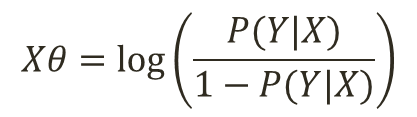 Xθ = log(P(Y|X) / (1 − P(Y|X)))